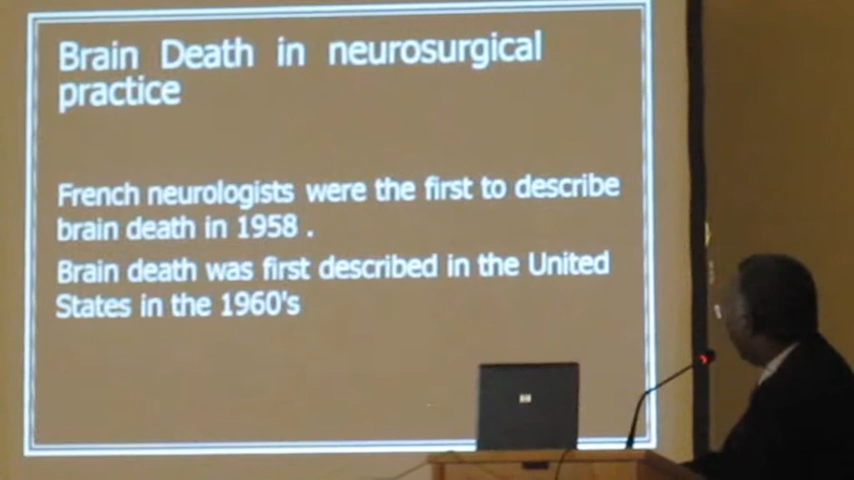 Brain Death in neurosurgical
practice
French neurologists were the first to describe
brain death in 1958 .
Brain death was first described in the United
States in the 1960's
hp